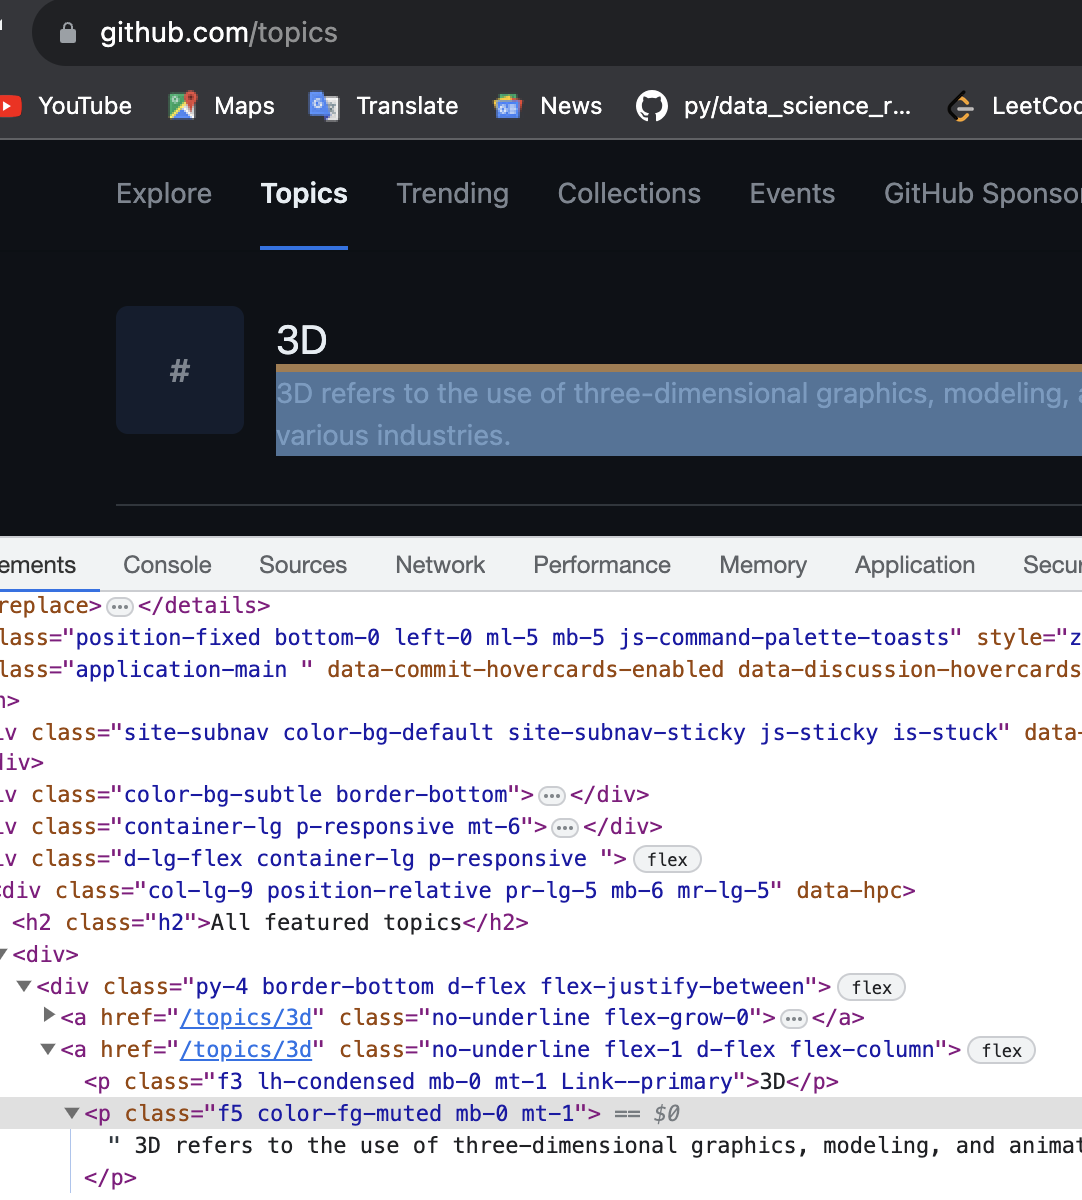 github.com/topics
YouTube Maps Translate News py/data_science_r... LeetCod
Explore Topics Trending Collections Events GitHub Sponsor
#
3D
3D refers to the use of three-dimensional graphics, modeling, a
various industries.
ements Console Sources Network Performance Memory Application Secur
replace> ••• </details>
lass="position-fixed bottom-0 left-0 ml-5 mb-5 js-command-palette-toasts" style="z
lass="application-main " data-commit-hovercards-enabled data-discussion-hovercards
n>
iv class="site-subnav color-bg-default site-subnav-sticky js-sticky is-stuck" data-
div>
iv class="color-bg-subtle border-bottom"> ••• </div>
iv class="container-lg p-responsive mt-6"> ••• </div>
iv class="d-lg-flex container-lg p-responsive "> flex
<div class="col-lg-9 position-relative pr-lg-5 mb-6 mr-lg-5" data-hpc>
<h2 class="h2">All featured topics</h2>
<div>
<div class="py-4 border-bottom d-flex flex-justify-between"> flex
<a href="/topics/3d" class="no-underline flex-grow-0"> ••• </a>
<a href="/topics/3d" class="no-underline flex-1 d-flex flex-column"> flex
<p class="f3 lh-condensed mb-0 mt-1 Link--primary">3D</p>
<p class="f5 color-fg-muted mb-0 mt-1"> == $0
" 3D refers to the use of three-dimensional graphics, modeling, and animat
</p>